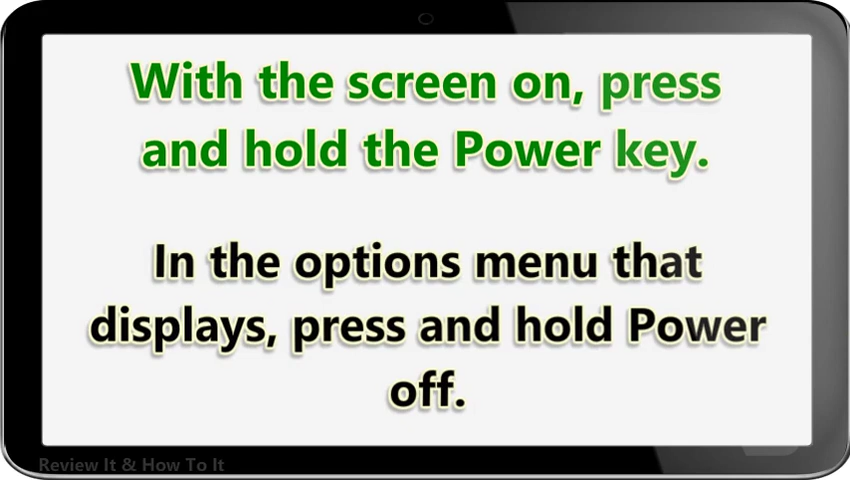 With the screen on, press
and hold the Power key.
In the options menu that
displays, press and hold Power
off.
Review It & How To It